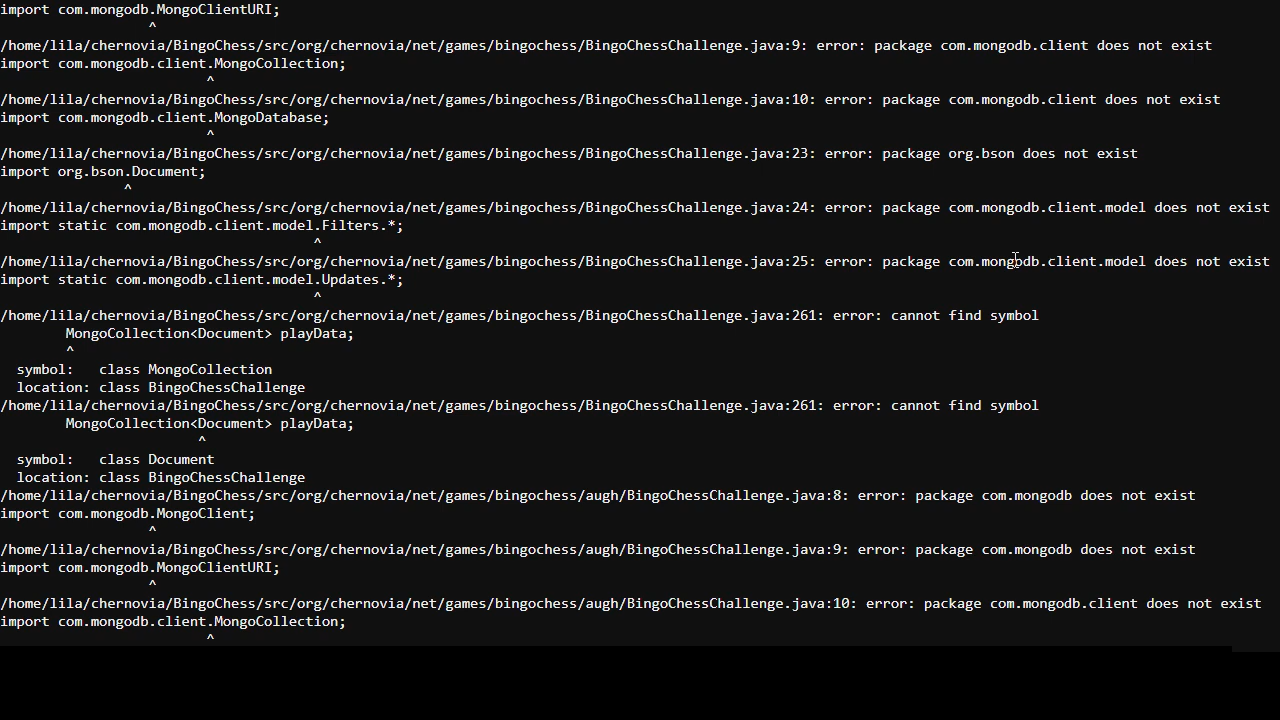 import com.mongodb.MongoClientURI;
^
/home/lila/chernovia/BingoChess/src/org/chernovia/net/games/bingochess/BingoChessChallenge.java:9: error: package com.mongodb.client does not exist
import com.mongodb.client.MongoCollection;
^
/home/lila/chernovia/BingoChess/src/org/chernovia/net/games/bingochess/BingoChessChallenge.java:10: error: package com.mongodb.client does not exist
import com.mongodb.client.MongoDatabase;
^
/home/lila/chernovia/BingoChess/src/org/chernovia/net/games/bingochess/BingoChessChallenge.java:23: error: package org.bson does not exist
import org.bson.Document;
^
/home/lila/chernovia/BingoChess/src/org/chernovia/net/games/bingochess/BingoChessChallenge.java:24: error: package com.mongodb.client.model does not exist
import static com.mongodb.client.model.Filters.*;
^
/home/lila/chernovia/BingoChess/src/org/chernovia/net/games/bingochess/BingoChessChallenge.java:25: error: package com.mongodb.client.model does not exist
import static com.mongodb.client.model.Updates.*;
^
/home/lila/chernovia/BingoChess/src/org/chernovia/net/games/bingochess/BingoChessChallenge.java:261: error: cannot find symbol
MongoCollection<Document> playData;
^
symbol:   class MongoCollection
location: class BingoChessChallenge
/home/lila/chernovia/BingoChess/src/org/chernovia/net/games/bingochess/BingoChessChallenge.java:261: error: cannot find symbol
MongoCollection<Document> playData;
^
symbol:   class Document
location: class BingoChessChallenge
/home/lila/chernovia/BingoChess/src/org/chernovia/net/games/bingochess/augh/BingoChessChallenge.java:8: error: package com.mongodb does not exist
import com.mongodb.MongoClient;
^
/home/lila/chernovia/BingoChess/src/org/chernovia/net/games/bingochess/augh/BingoChessChallenge.java:9: error: package com.mongodb does not exist
import com.mongodb.MongoClientURI;
^
/home/lila/chernovia/BingoChess/src/org/chernovia/net/games/bingochess/augh/BingoChessChallenge.java:10: error: package com.mongodb.client does not exist
import com.mongodb.client.MongoCollection;
^